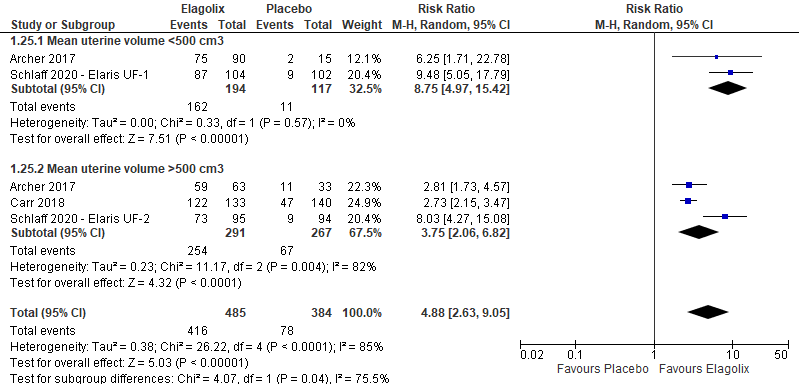 Elagolix Placebo Risk Ratio Risk Ratio
Study or Subgroup Events Total Events Total Weight M-H, Random, 95% CI M-H, Random, 95% CI
1.25.1 Mean uterine volume <500 cm3
Archer 2017 75 90 2 15 12.1% 6.25 [1.71, 22.78]
Schlaff 2020 - Elaris UF-1 87 104 9 102 20.4% 9.48 [5.05, 17.79]
Subtotal (95% CI) 194 117 32.5% 8.75 [4.97, 15.42]
Total events 162 11
Heterogeneity: Tau² = 0.00; Chi² = 0.33, df = 1 (P = 0.57); I² = 0%
Test for overall effect: Z = 7.51 (P < 0.00001)
1.25.2 Mean uterine volume >500 cm3
Archer 2017 59 63 11 33 22.3% 2.81 [1.73, 4.57]
Carr 2018 122 133 47 140 24.9% 2.73 [2.15, 3.47]
Schlaff 2020 - Elaris UF-2 73 95 9 94 20.4% 8.03 [4.27, 15.08]
Subtotal (95% CI) 291 267 67.5% 3.75 [2.06, 6.82]
Total events 254 67
Heterogeneity: Tau² = 0.23; Chi² = 11.17, df = 2 (P = 0.004); I² = 82%
Test for overall effect: Z = 4.32 (P < 0.0001)
Total (95% CI) 485 384 100.0% 4.88 [2.63, 9.05]
Total events 416 78
Heterogeneity: Tau² = 0.38; Chi² = 26.22, df = 4 (P < 0.0001); I² = 85%
Test for overall effect: Z = 5.03 (P < 0.00001)
Test for subgroup differences: Chi² = 4.07, df = 1 (P = 0.04), I² = 75.5%
0.02 0.1 1 10 50
Favours Placebo Favours Elagolix